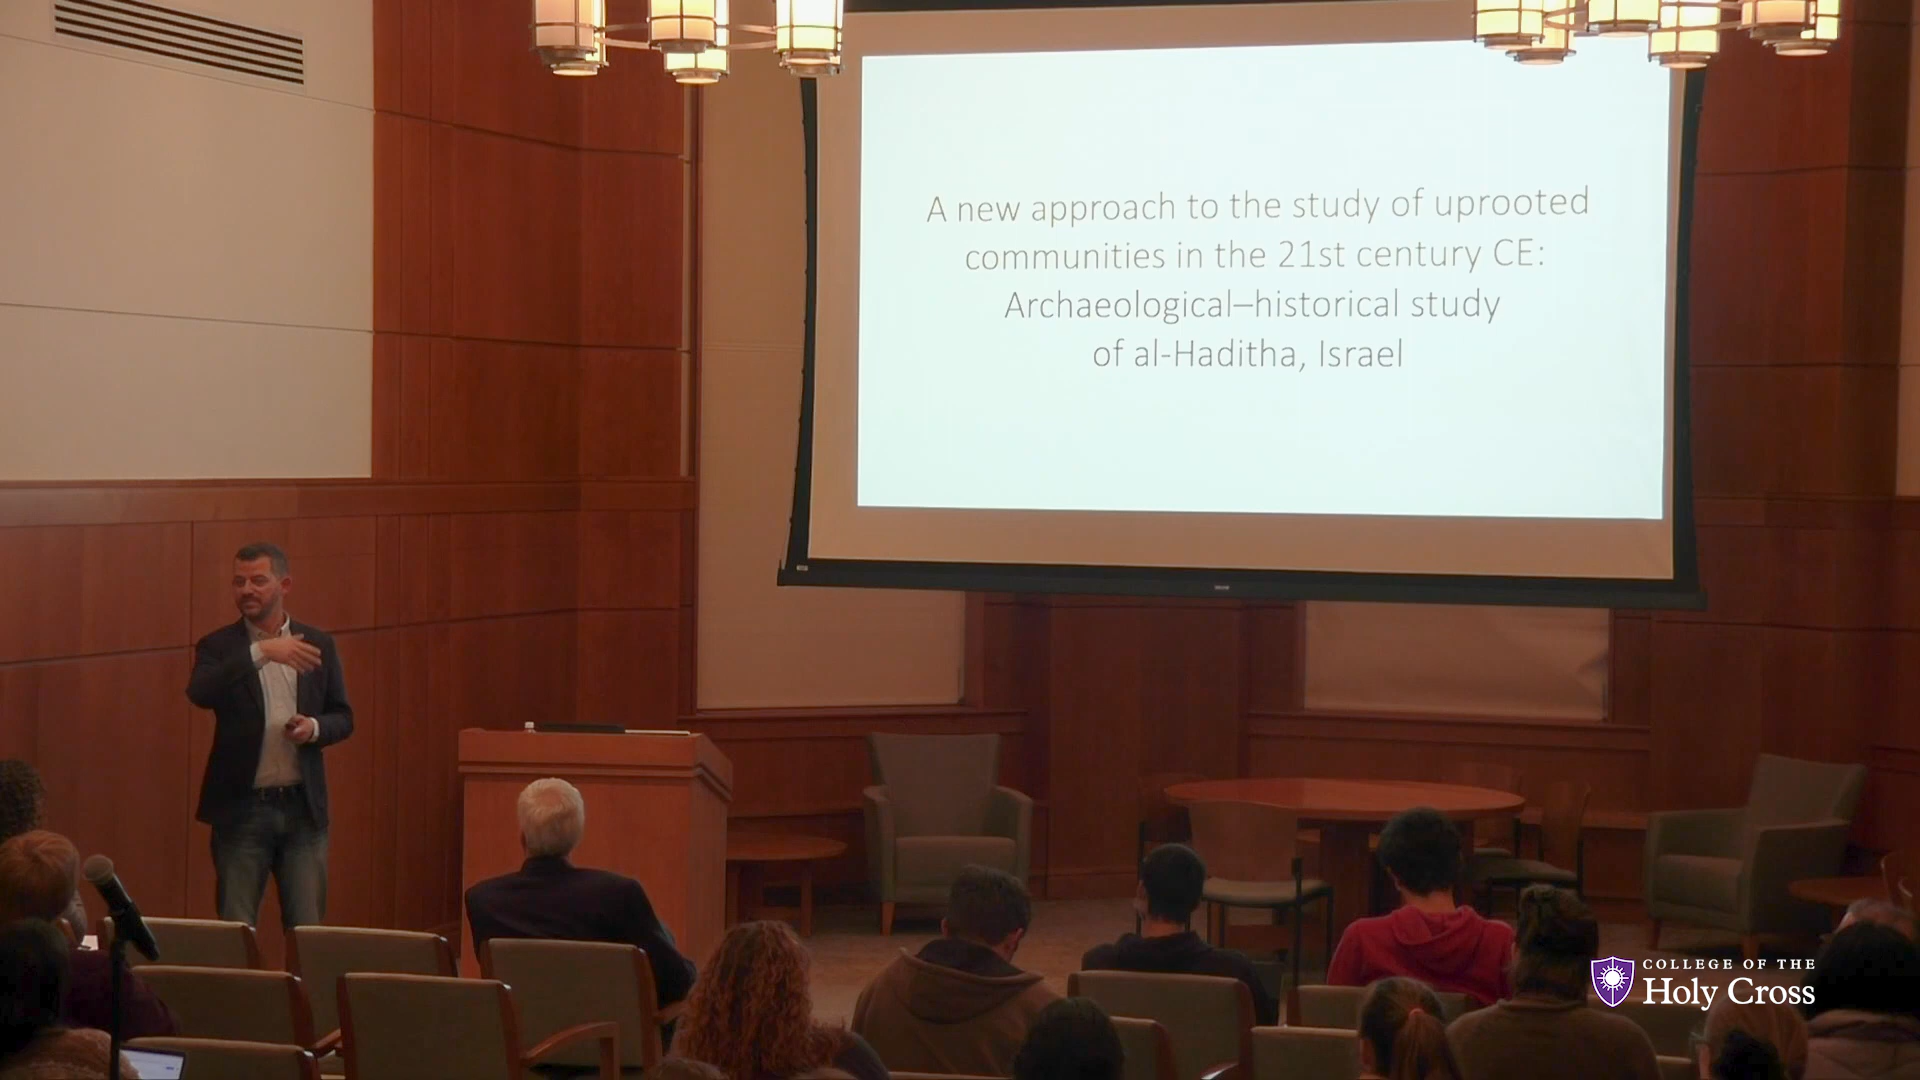 A new approach to the study of uprooted
communities in the 21st century CE:
Archaeological–historical study
of al-Haditha, Israel
COLLEGE OF THE
Holy Cross